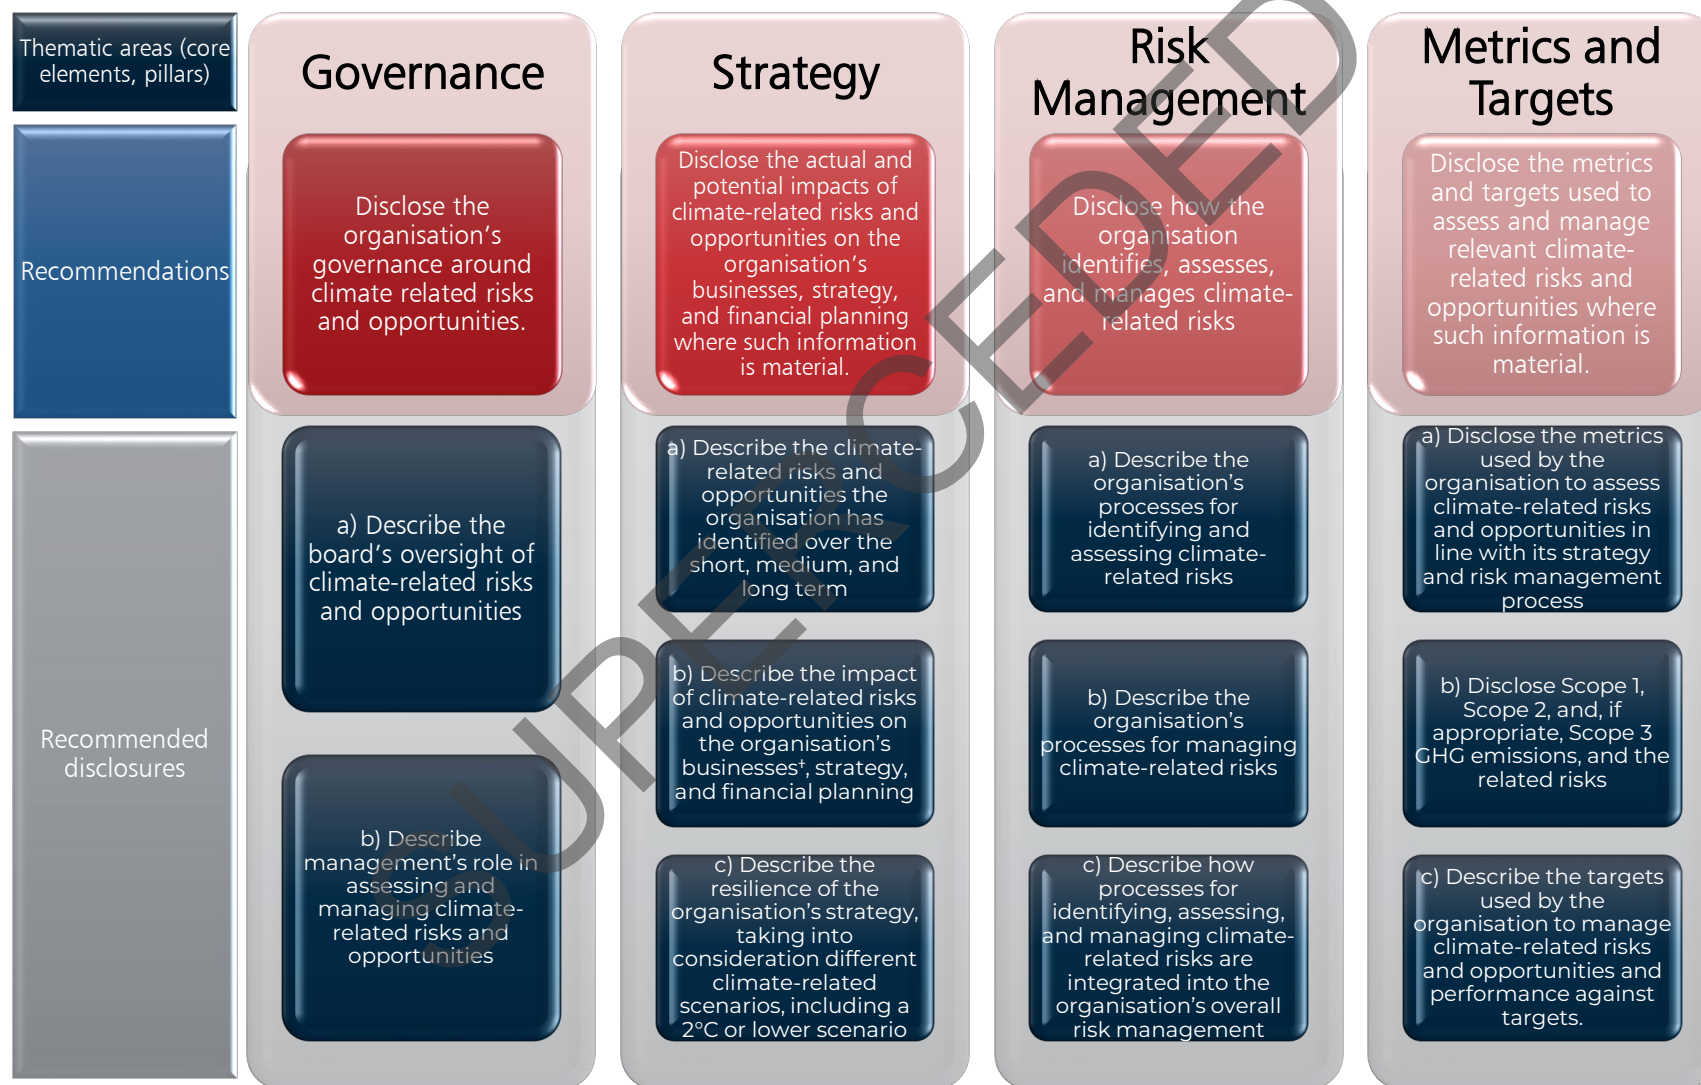 Thematic areas (core
elements, pillars)
Governance
Strategy
Risk
Management
Metrics and
Targets
Recommendations
Disclose the
organisation's
governance around
climate related risks
and opportunities.
Disclose the actual and
potential impacts of
climate-related risks and
opportunities on the
organisation's
businesses, strategy,
and financial planning
where such information
is material.
Disclose how the
organisation
identifies, assesses,
and manages climate-
related risks
Disclose the metrics
and targets used to
assess and manage
relevant climate-
related risks and
opportunities where
such information is
material.
Recommended
disclosures
a) Describe the
board's oversight of
climate-related risks
and opportunities
b) Describe
management's role in
assessing and
managing climate-
related risks and
opportunities
a) Describe the climate-
related risks and
opportunities the
organisation has
identified over the
short, medium, and
long term
b) Describe the impact
of climate-related risks
and opportunities on
the organisation's
businesses†, strategy,
and financial planning
c) Describe the
resilience of the
organisation's strategy,
taking into
consideration different
climate-related
scenarios, including a
2°C or lower scenario
a) Describe the
organisation's
processes for
identifying and
assessing climate-
related risks
b) Describe the
organisation's
processes for managing
climate-related risks
c) Describe how
processes for
identifying, assessing,
and managing climate-
related risks are
integrated into the
organisation's overall
risk management
a) Disclose the metrics
used by the
organisation to assess
climate-related risks
and opportunities in
line with its strategy
and risk management
process
b) Disclose Scope 1,
Scope 2, and, if
appropriate, Scope 3
GHG emissions, and the
related risks
c) Describe the targets
used by the
organisation to manage
climate-related risks
and opportunities and
performance against
targets.
SUPERCEDED